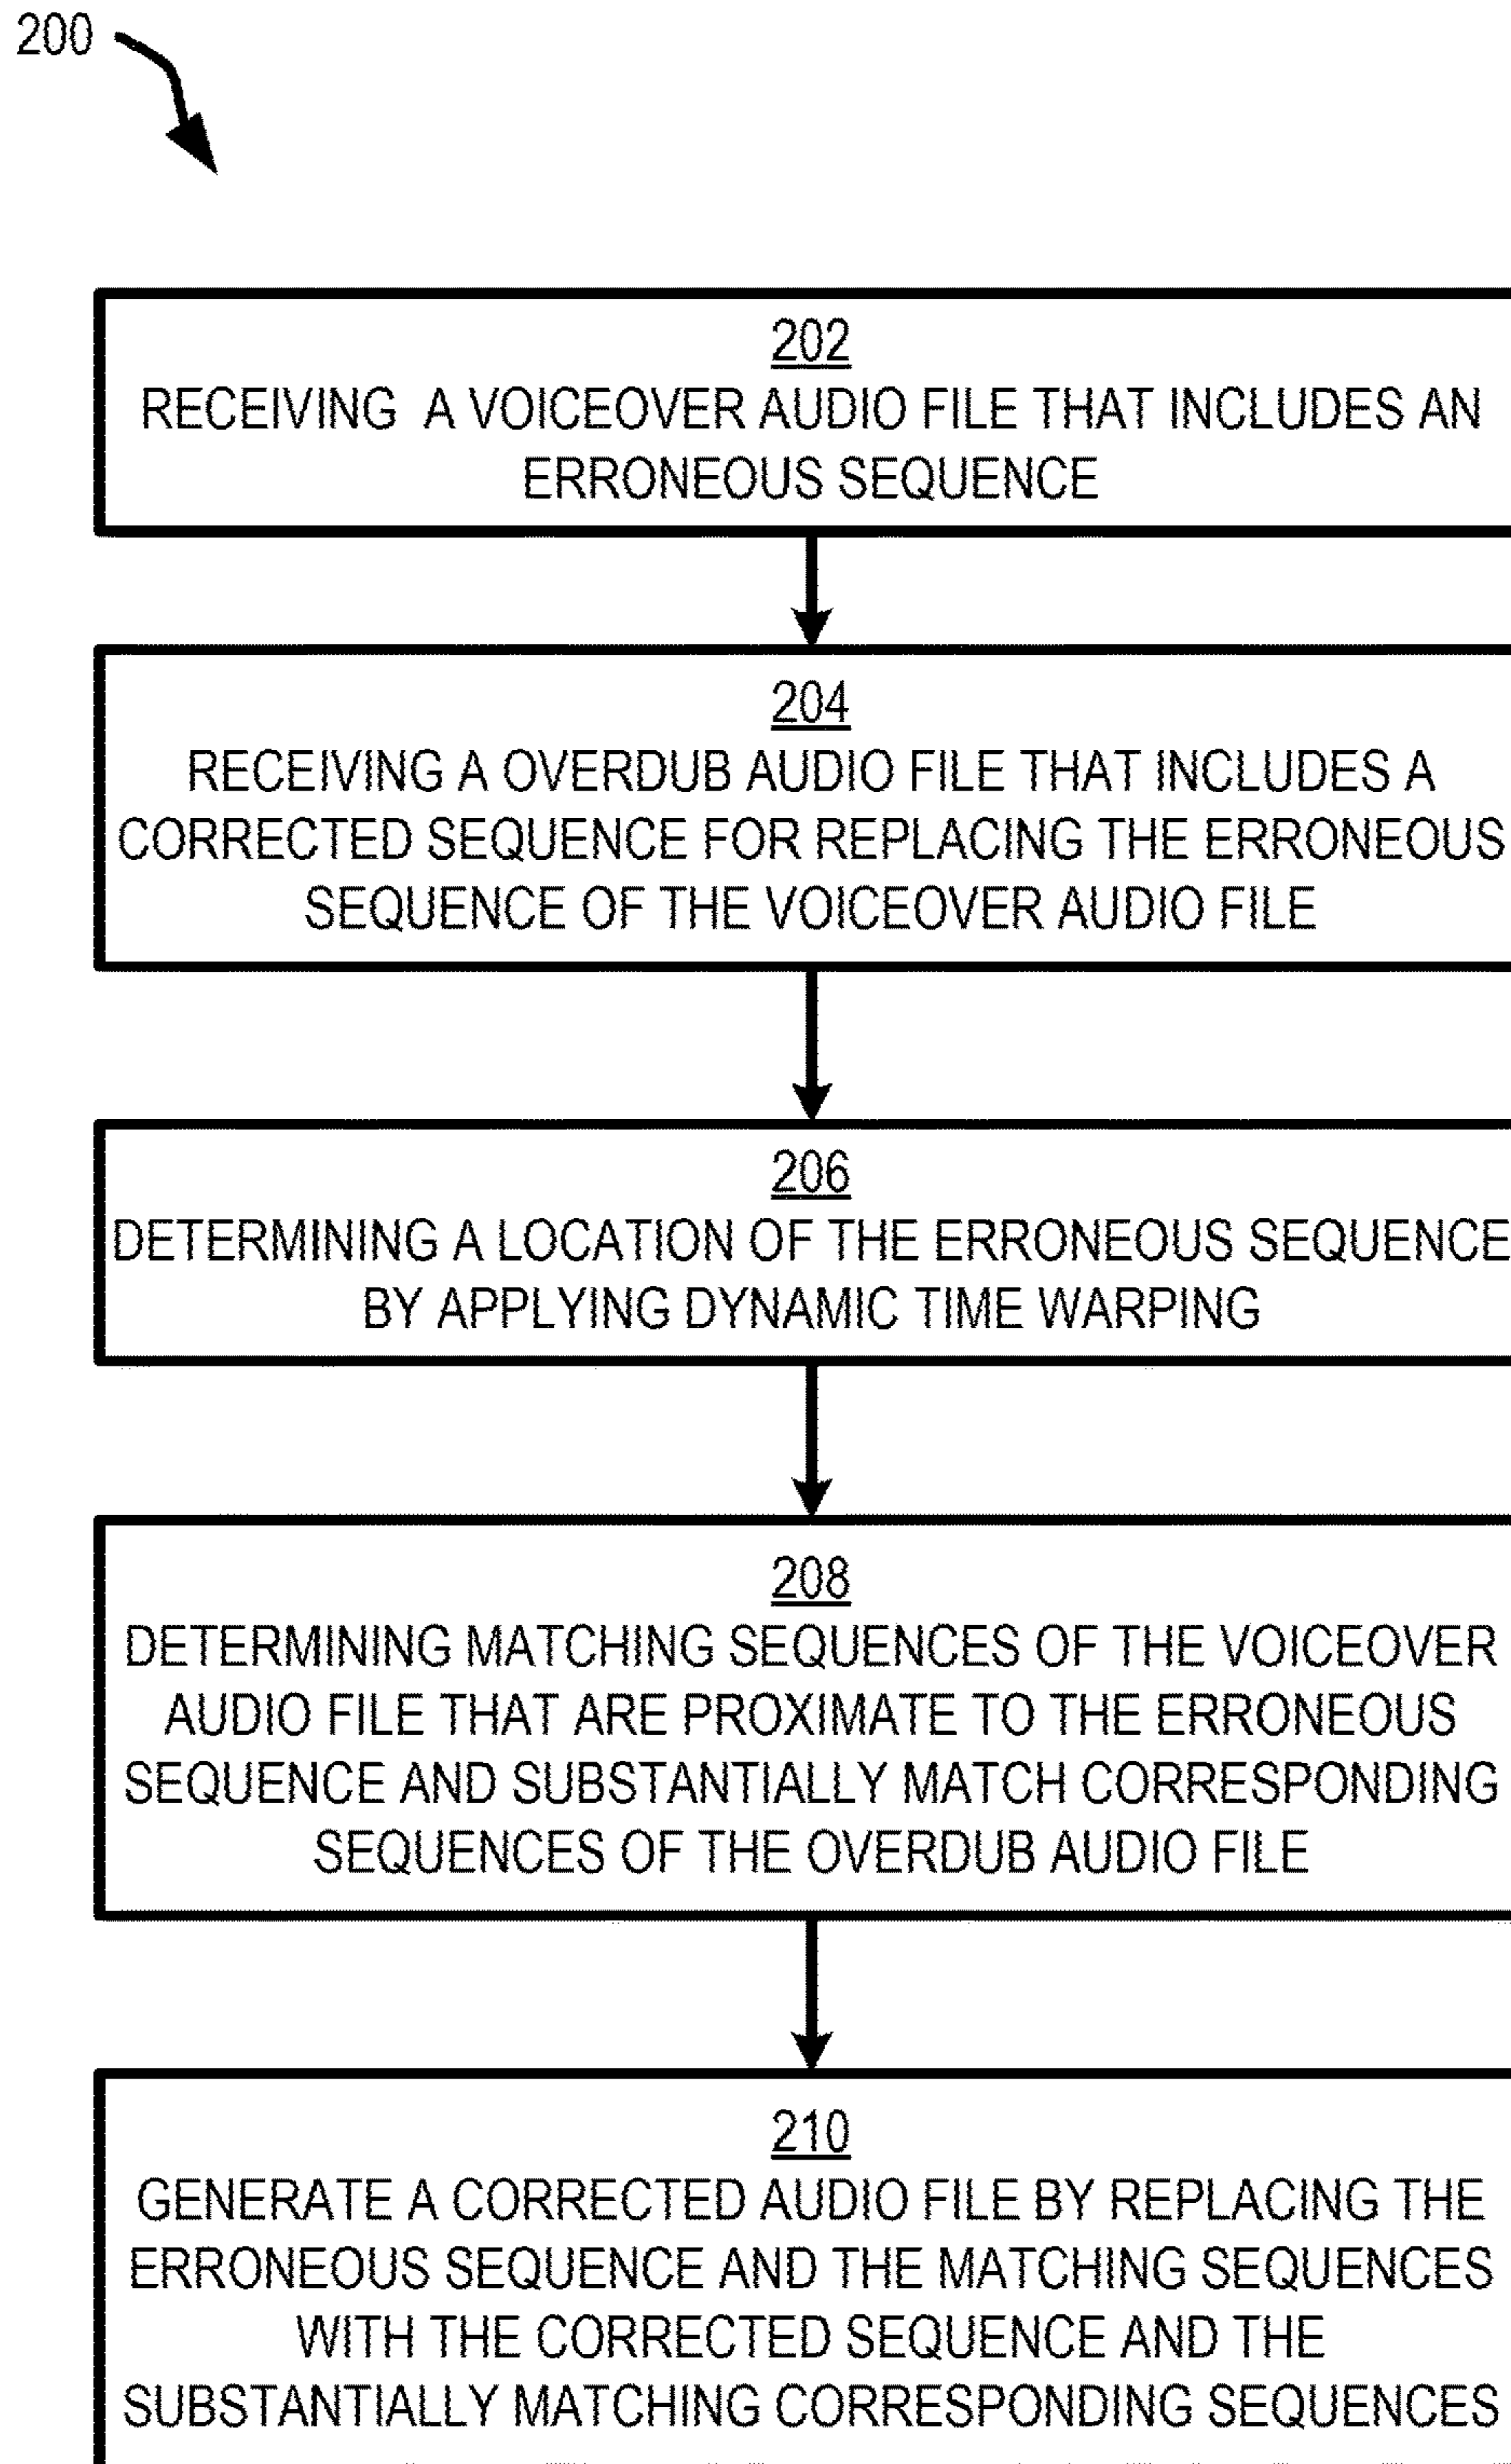 200
202
RECEIVING A VOICEOVER AUDIO FILE THAT INCLUDES AN
ERRONEOUS SEQUENCE
204
RECEIVING A OVERDUB AUDIO FILE THAT INCLUDES A
CORRECTED SEQUENCE FOR REPLACING THE ERRONEOUS
SEQUENCE OF THE VOICEOVER AUDIO FILE
206
DETERMINING A LOCATION OF THE ERRONEOUS SEQUENCE
BY APPLYING DYNAMIC TIME WARPING
208
DETERMINING MATCHING SEQUENCES OF THE VOICEOVER
AUDIO FILE THAT ARE PROXIMATE TO THE ERRONEOUS
SEQUENCE AND SUBSTANTIALLY MATCH CORRESPONDING
SEQUENCES OF THE OVERDUB AUDIO FILE
210
GENERATE A CORRECTED AUDIO FILE BY REPLACING THE
ERRONEOUS SEQUENCE AND THE MATCHING SEQUENCES
WITH THE CORRECTED SEQUENCE AND THE
SUBSTANTIALLY MATCHING CORRESPONDING SEQUENCES